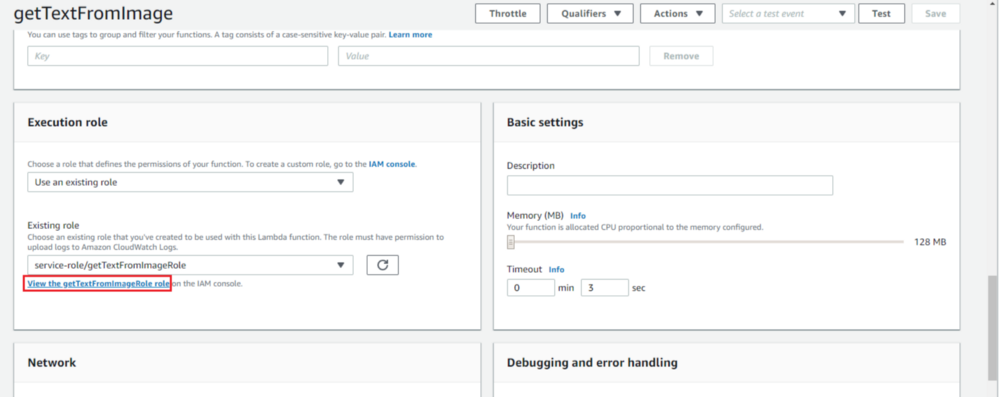 getTextFromImage
Throttle
Qualifiers
Actions
Select a test event
Test
Save
You can use tags to group and filter your functions. A tag consists of a case-sensitive key-value pair. Learn more
Key
Value
Remove
Execution role
Choose a role that defines the permissions of your function. To create a custom role, go to the IAM console.
Use an existing role
Existing role
Choose an existing role that you've created to be used with this Lambda function. The role must have permission to
upload logs to Amazon CloudWatch Logs.
service-role/getTextFromImageRole
View the getTextFromImageRole role on the IAM console.
Basic settings
Description
Memory (MB) Info
Your function is allocated CPU proportional to the memory configured.
128 MB
Timeout Info
0 min 3 sec
Network
Debugging and error handling